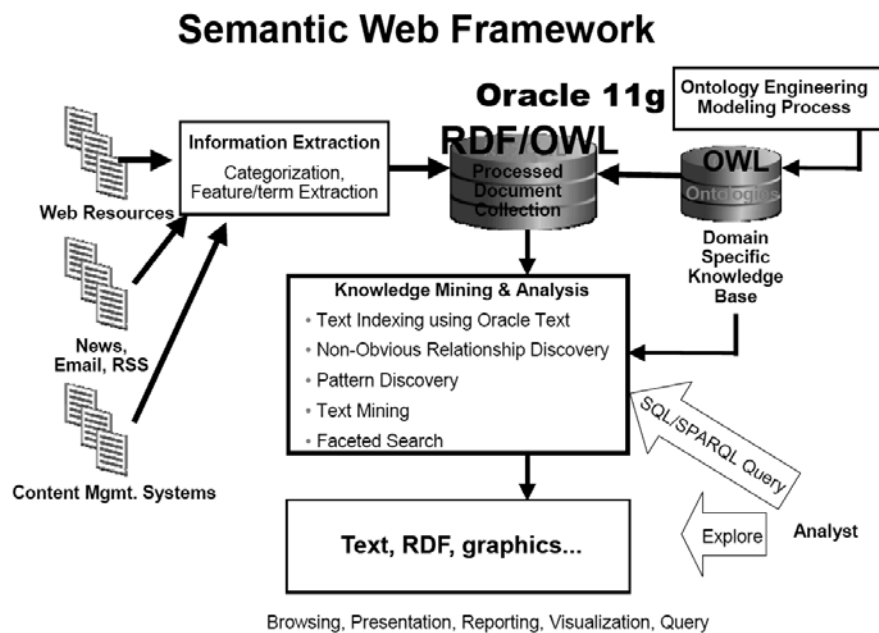 Semantic Web Framework
Oracle 11g
Ontology Engineering
Modeling Process
Information Extraction
Categorization,
Feature/term Extraction
RDF/OWL
Processed
Document
Collection
OWL
Ontologies
Web Resources
Domain
Specific
Knowledge
Base
News,
Email, RSS
Content Mgmt. Systems
Knowledge Mining & Analysis
• Text Indexing using Oracle Text
• Non-Obvious Relationship Discovery
• Pattern Discovery
• Text Mining
• Faceted Search
SQL/SPARQL Query
Explore
Analyst
Text, RDF, graphics...
Browsing, Presentation, Reporting, Visualization, Query